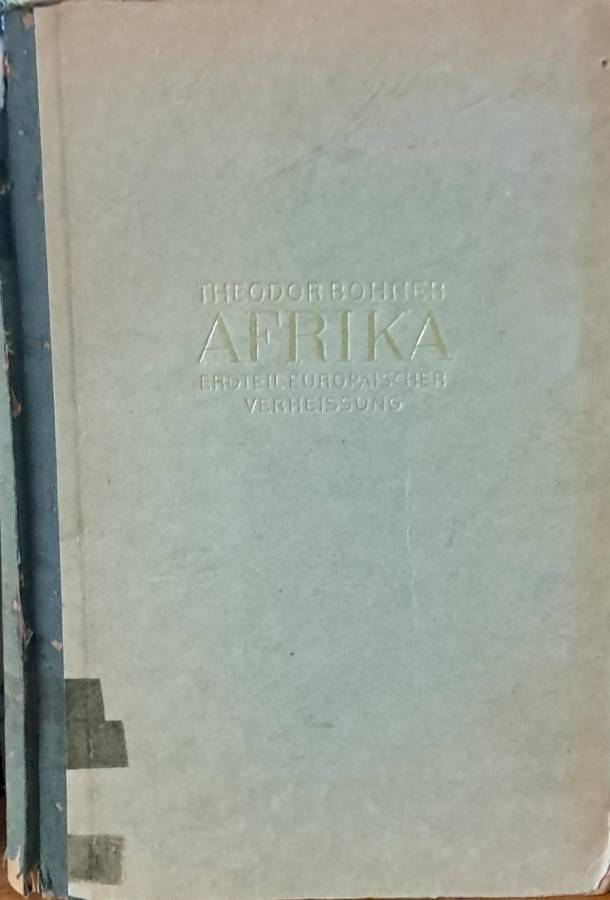 THEODOR BOHNER
AFRIKA
ERDTEIL EUROPÄISCHER
VERHEISSUNG